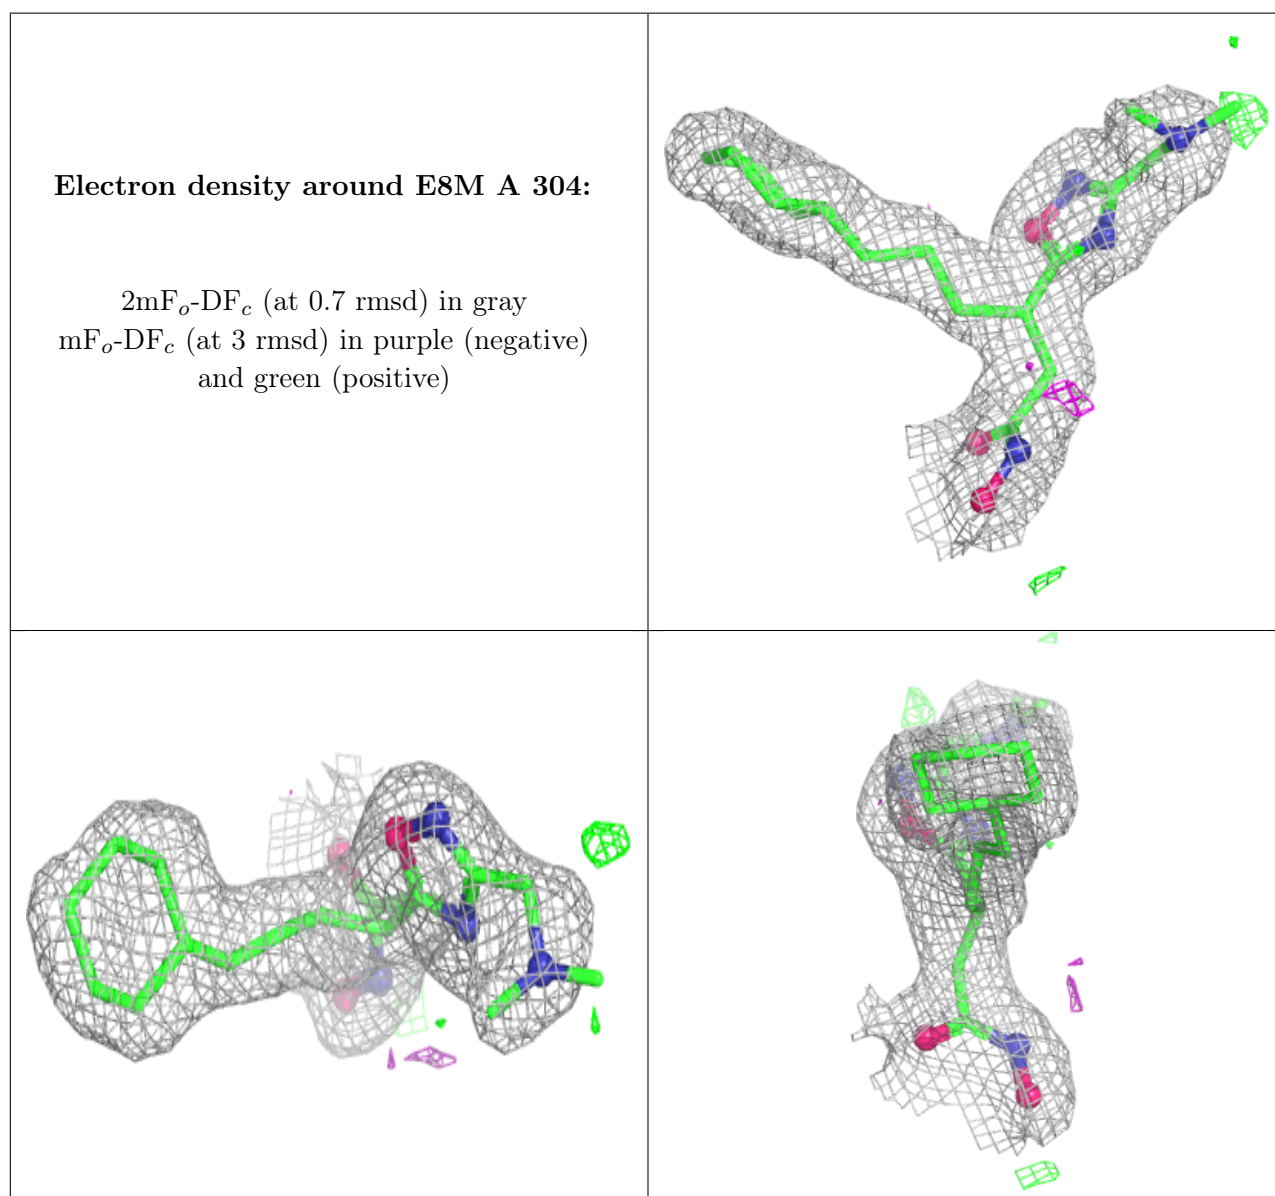 Electron density around E8M A 304:
2mFo-DFc (at 0.7 rmsd) in gray
mFo-DFc (at 3 rmsd) in purple (negative)
and green (positive)